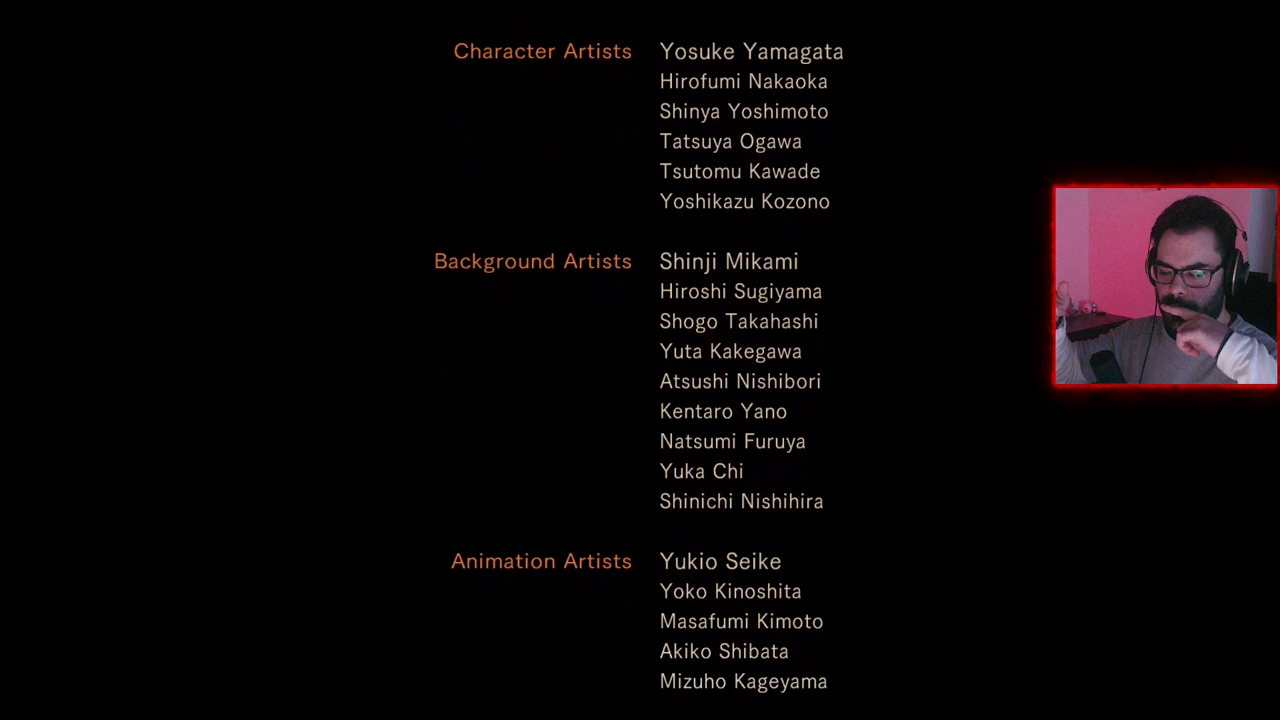 Character Artists Yosuke Yamagata
Hirofumi Nakaoka
Shinya Yoshimoto
Tatsuya Ogawa
Tsutomu Kawade
Yoshikazu Kozono
Background Artists Shinji Mikami
Hiroshi Sugiyama
Shogo Takahashi
Yuta Kakegawa
Atsushi Nishibori
Kentaro Yano
Natsumi Furuya
Yuka Chi
Shinichi Nishihira
Animation Artists Yukio Seike
Yoko Kinoshita
Masafumi Kimoto
Akiko Shibata
Mizuho Kageyama